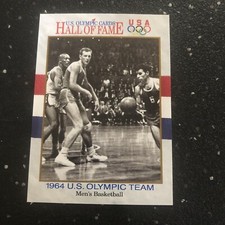 U.S. OLYMPIC CARDS
HALL OF FAME
USA
1964 U.S. OLYMPIC TEAM
Men's Basketball